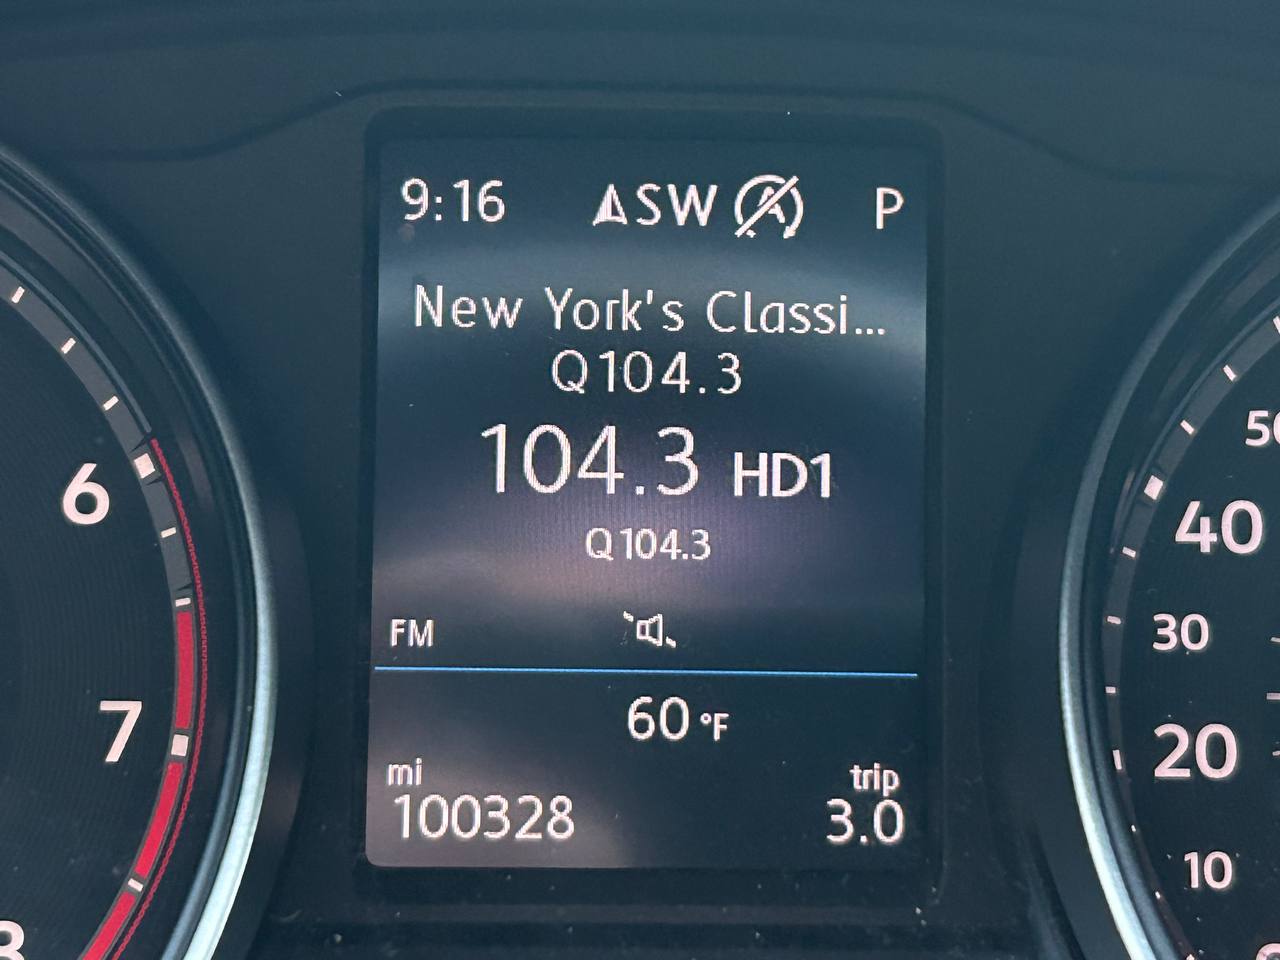 9:16 SW P
New York's Classi...
Q104.3
104.3 HD1
Q104.3
FM
60 °F
mi trip
100328 3.0
6
7
8
50
40
30
20
10